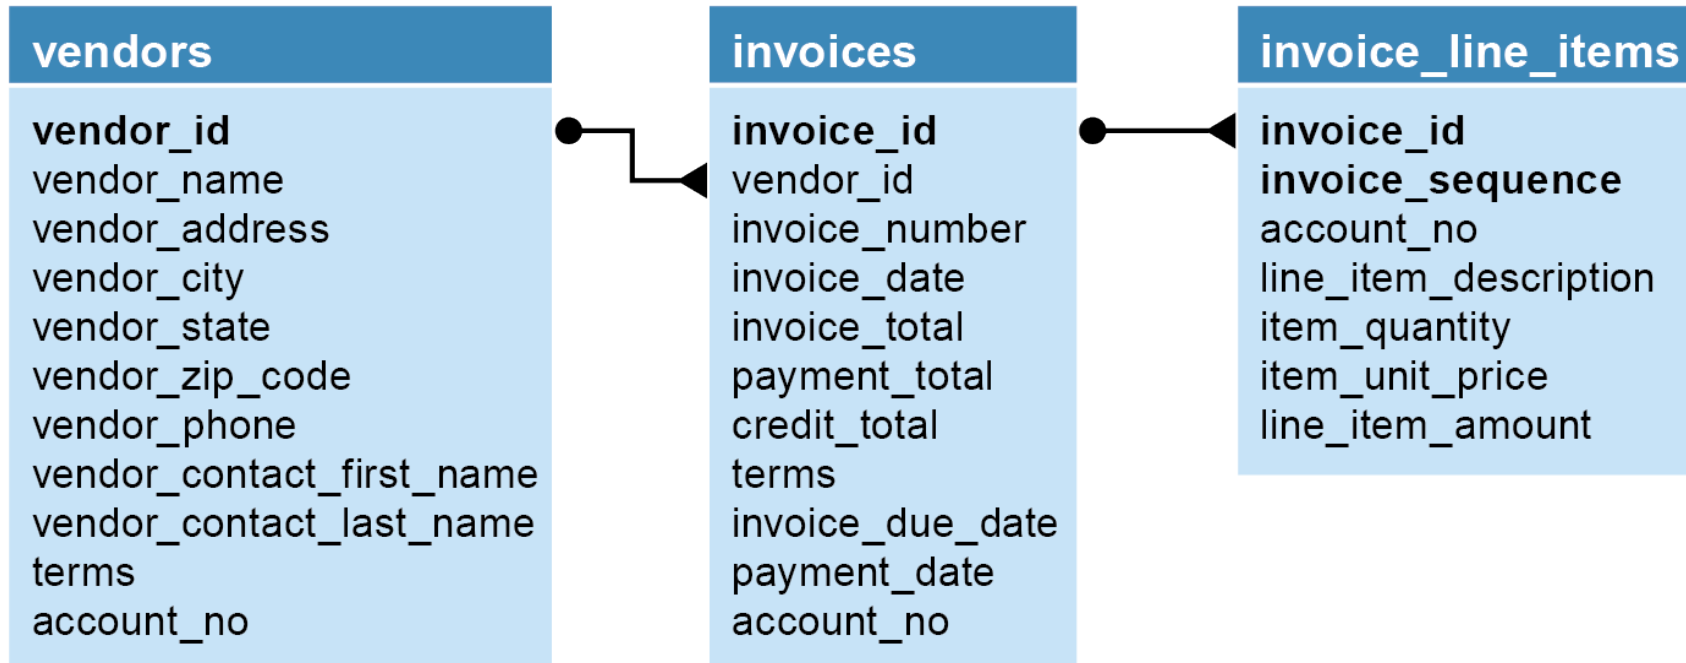 vendors
vendor_id
vendor_name
vendor_address
vendor_city
vendor_state
vendor_zip_code
vendor_phone
vendor_contact_first_name
vendor_contact_last_name
terms
account_no
invoices
invoice_id
vendor_id
invoice_number
invoice_date
invoice_total
payment_total
credit_total
terms
invoice_due_date
payment_date
account_no
invoice_line_items
invoice_id
invoice_sequence
account_no
line_item_description
item_quantity
item_unit_price
line_item_amount